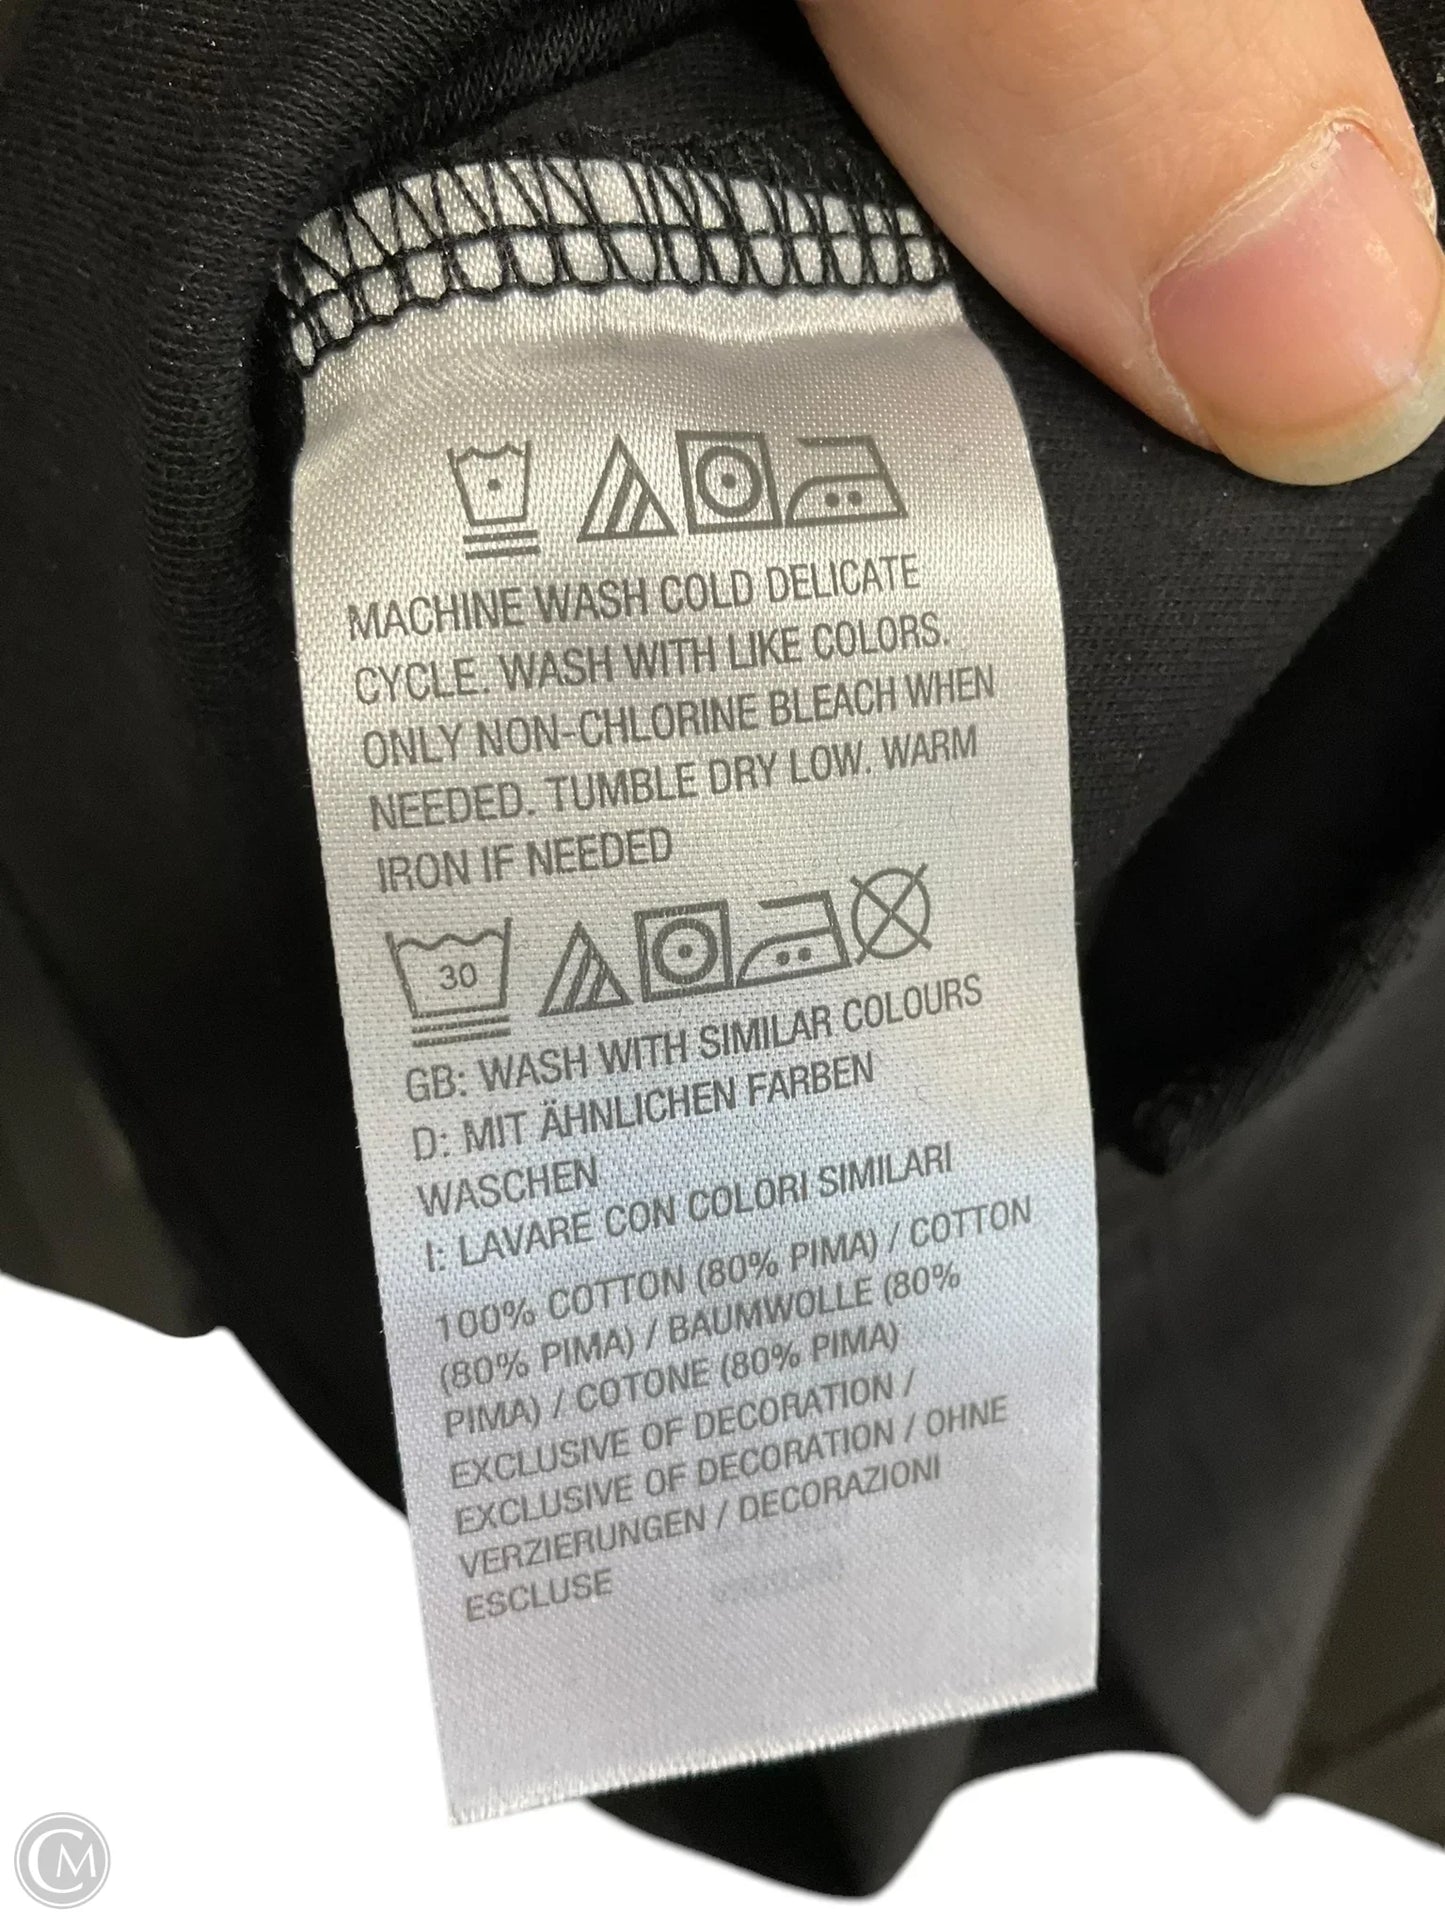 MACHINE WASH COLD DELICATE
CYCLE. WASH WITH LIKE COLORS.
ONLY NON-CHLORINE BLEACH WHEN
NEEDED. TUMBLE DRY LOW. WARM
IRON IF NEEDED
30
GB: WASH WITH SIMILAR COLOURS
D: MIT ÄHNLICHEN FARBEN
WASCHEN
I: LAVARE CON COLORI SIMILARI
100% COTTON (80% PIMA) / COTTON
(80% PIMA) / BAUMWOLLE (80%
PIMA) / COTONE (80% PIMA)
EXCLUSIVE OF DECORATION /
EXCLUSIVE OF DECORATION / OHNE
VERZIERUNGEN / DECORAZIONI
ESCLUSE
CM